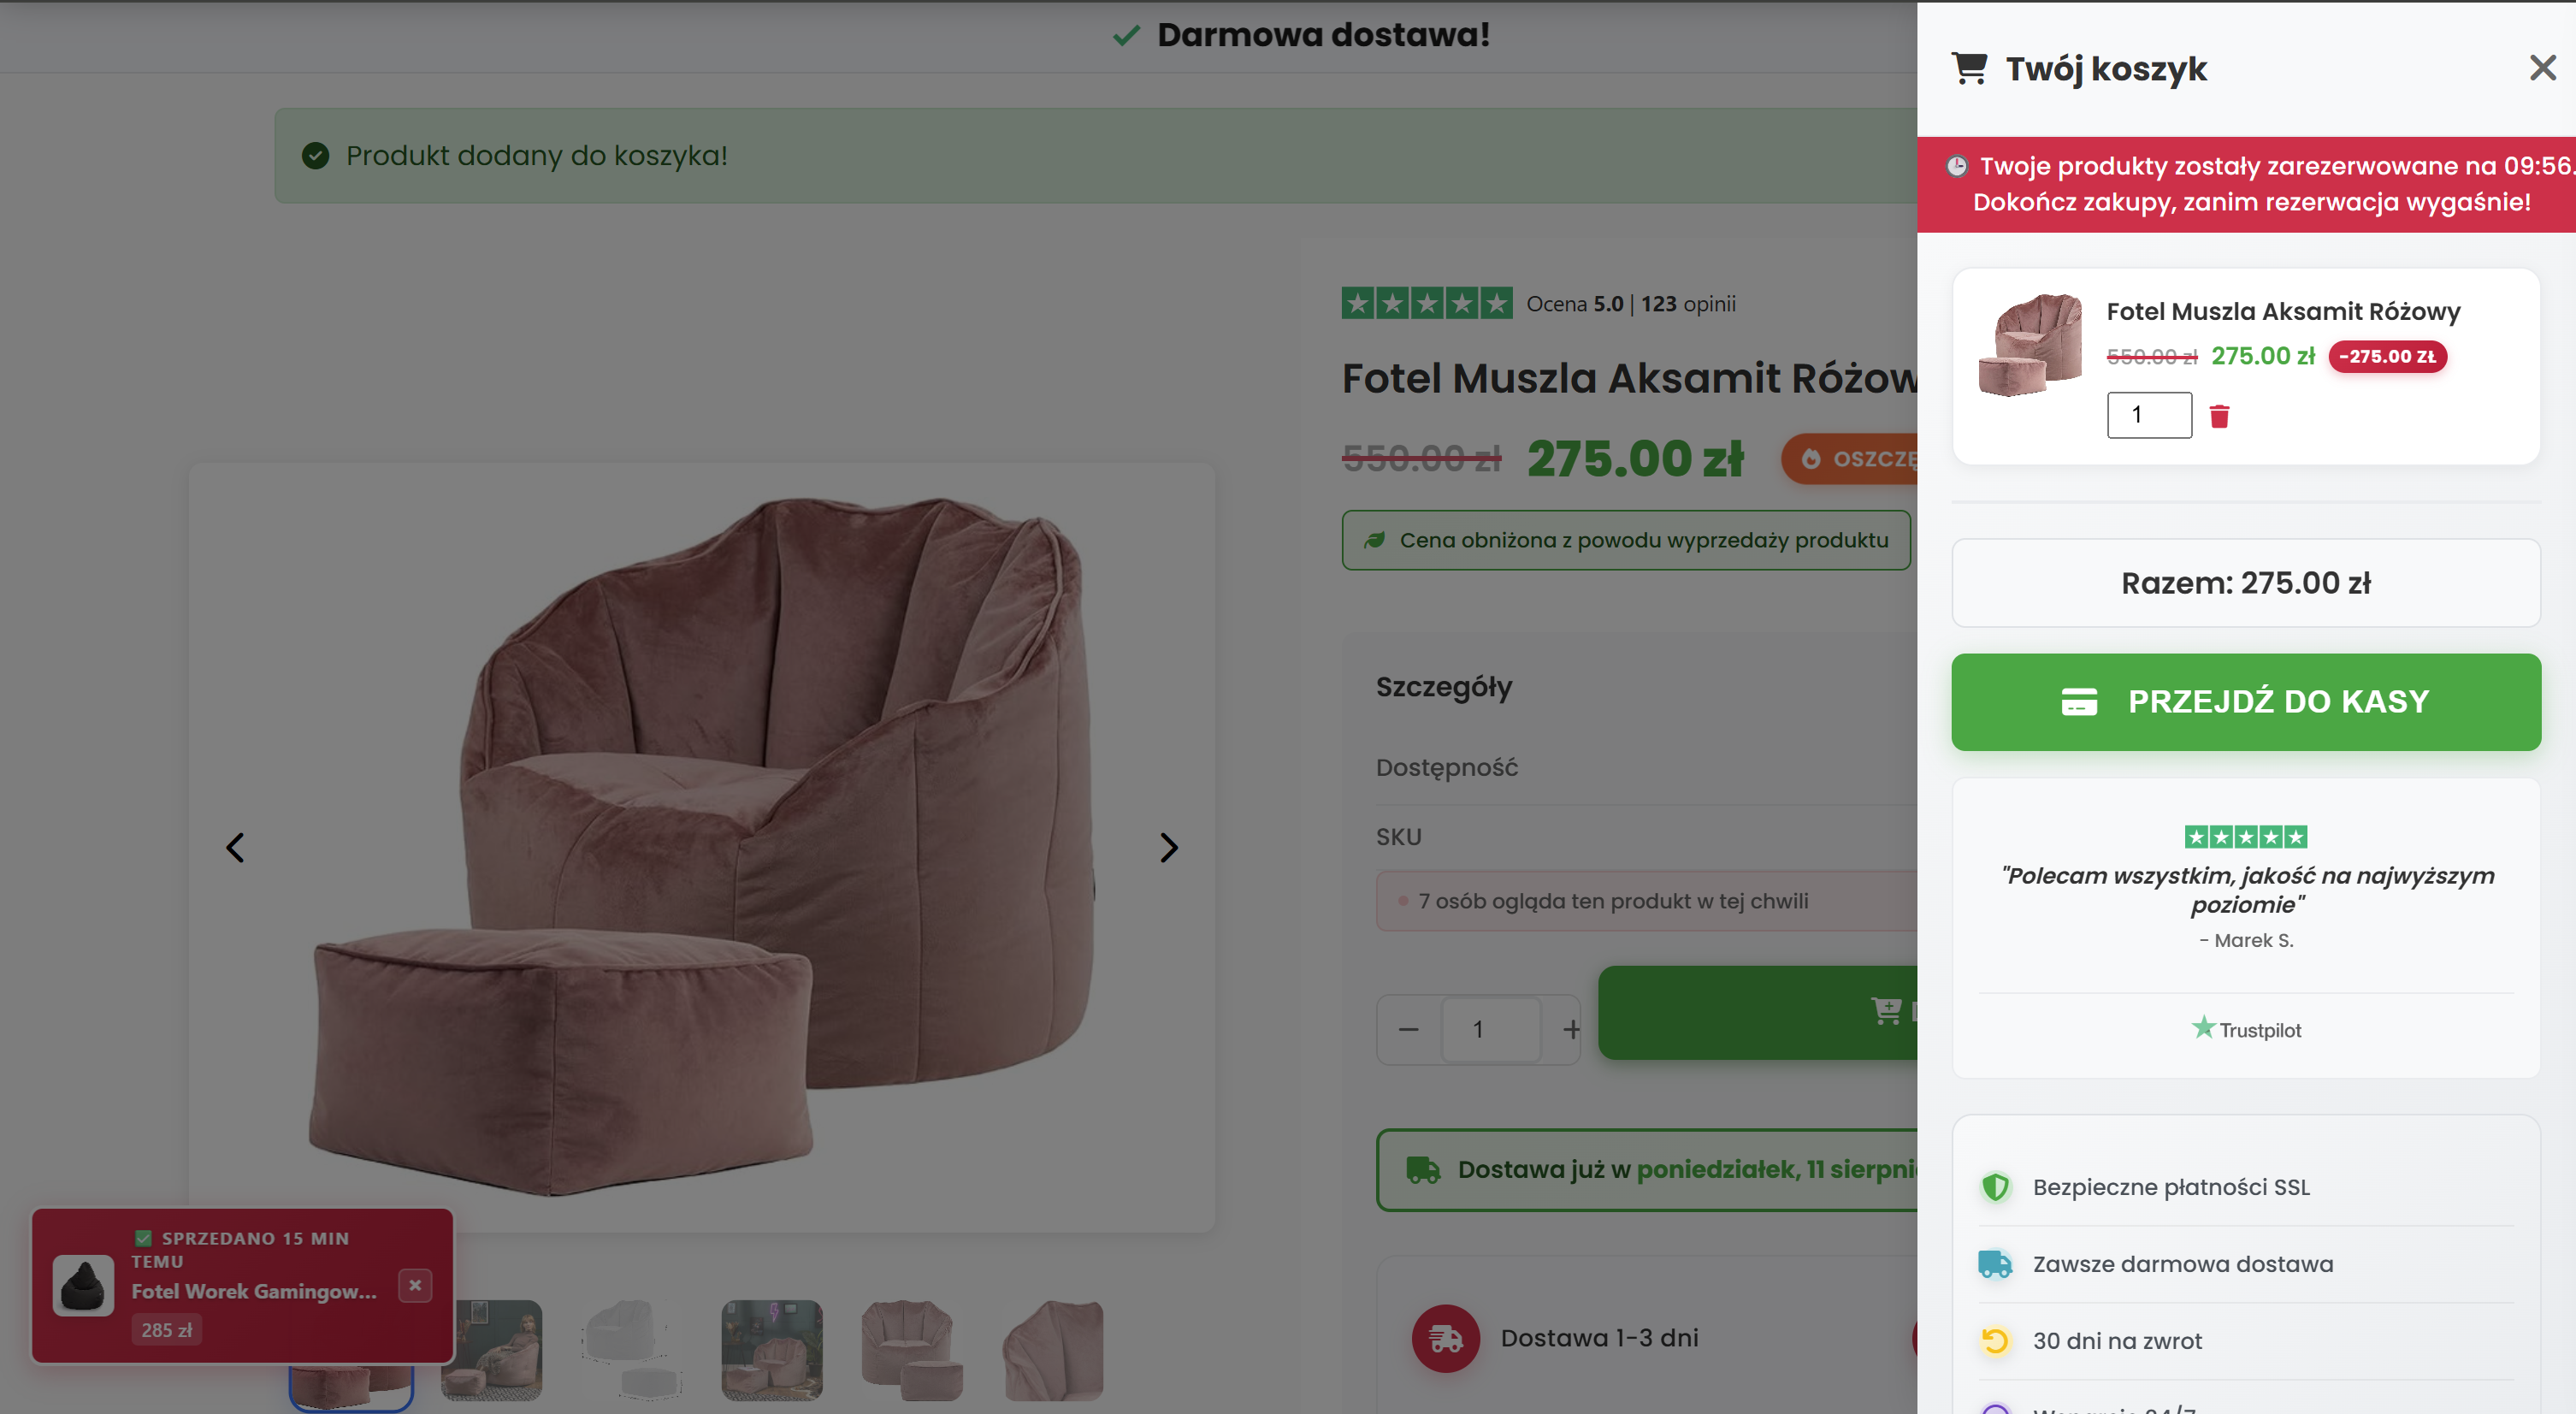 Darmowa dostawa!
Produkt dodany do koszyka!
Ocena 5.0 | 123 opinii
Fotel Muszla Aksamit
550.00 zł 275.00 zł
Cena obniżona z powodu wyprzedaży produktu
Szczegóły
Dostępność
SKU
7 osób ogląda ten produkt w tej chwili
1
Dostawa już w poniedziałek, 11
Dostawa 1-3 dni
SPRZEDANO 15 MIN
TEMU
Fotel Worek Gamingow...
285 zł
Twój koszyk
Twoje produkty zostały zarezerwowane na 09:56.
Dokończ zakupy, zanim rezerwacja wygaśnie!
Fotel Muszla Aksamit Różowy
550.00 zł 275.00 zł -275.00 ZŁ
1
Razem: 275.00 zł
PRZEJDŹ DO KASY
"Polecam wszystkim, jakość na najwyższym
poziomie"
- Marek S.
Trustpilot
Bezpieczne płatności SSL
Zawsze darmowa dostawa
30 dni na zwrot